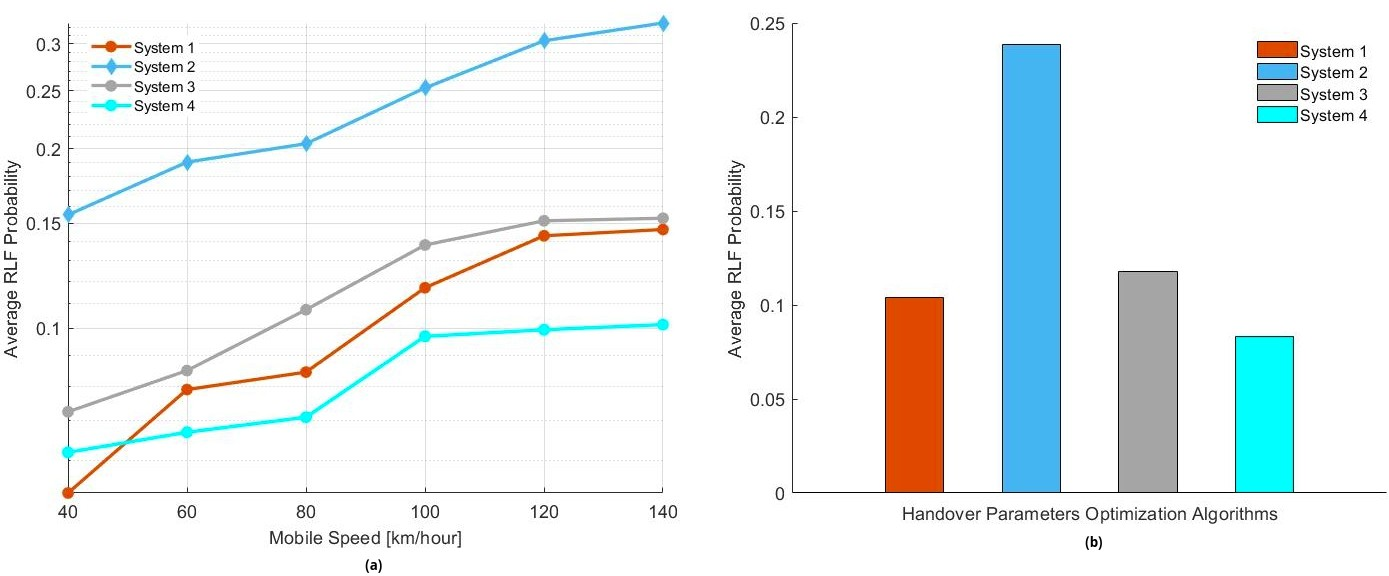 0.3
0.25
0.2
0.15
0.1
Average RLF Probability
System 1
System 2
System 3
System 4
40 60 80 100 120 140
Mobile Speed [km/hour]
(a)
0.25
0.2
0.15
0.1
0.05
0
Average RLF Probability
System 1
System 2
System 3
System 4
Handover Parameters Optimization Algorithms
(b)